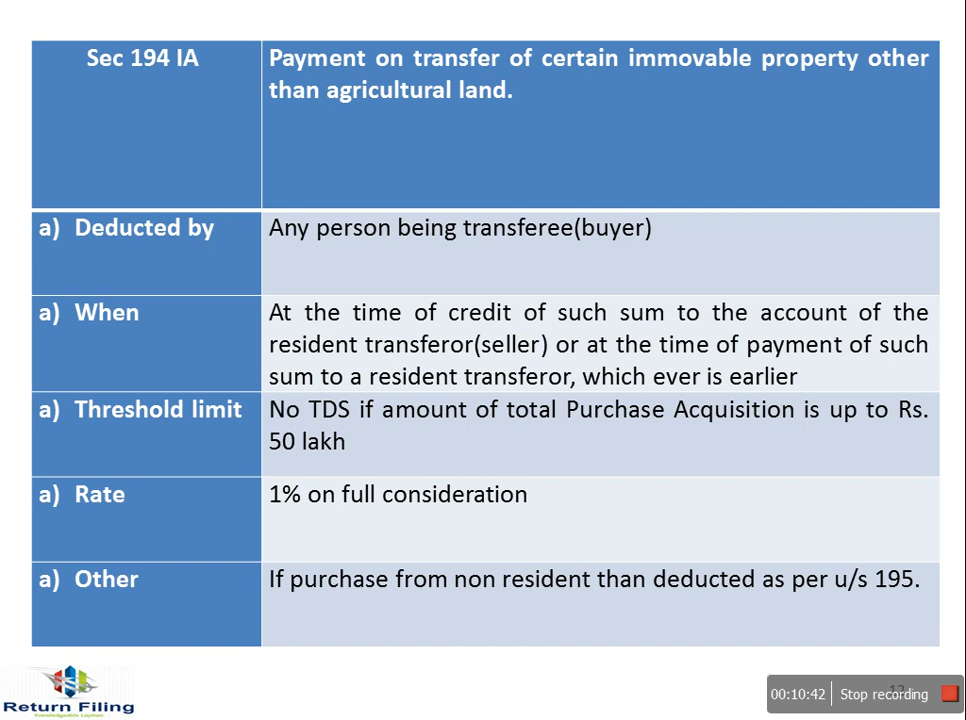 Sec 194 IA
Payment on transfer of certain immovable property other
than agricultural land.
a) Deducted by
Any person being transferee(buyer)
a) When
At the time of credit of such sum to the account of the
resident transferor(seller) or at the time of payment of such
sum to a resident transferor, which ever is earlier
a) Threshold limit
No TDS if amount of total Purchase Acquisition is up to Rs.
50 lakh
a) Rate
1% on full consideration
a) Other
If purchase from non resident than deducted as per u/s 195.
Return Filing
Knowledgeable Layman
00:10:42 Stop recording
12